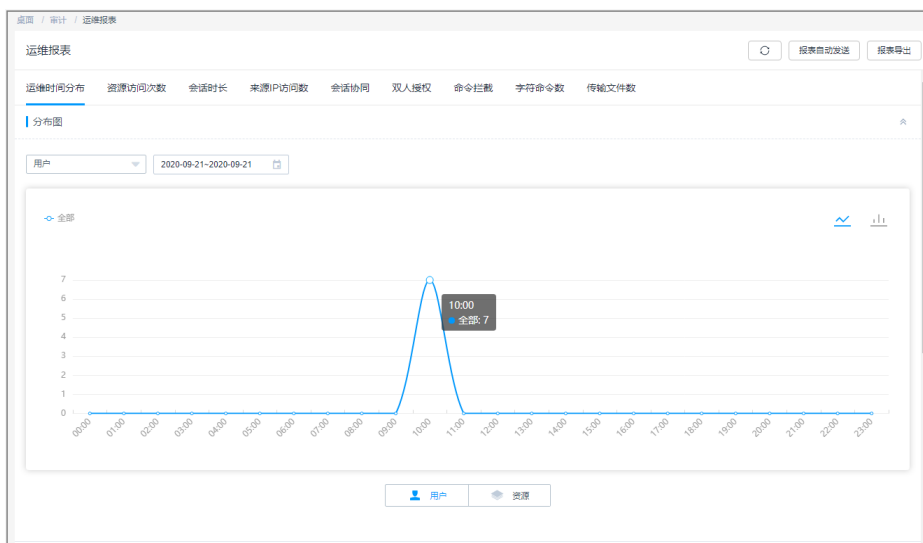 桌面 / 审计 / 运维报表
运维报表
报表自动发送 报表导出
运维时间分布 资源访问次数 会话时长 来源IP访问数 会话协同 双人授权 命令拦截 字符命令数 传输文件数
分布图
用户 2020-09-21~2020-09-21
全部
7
6
5
4
3
2
1
0
10:00
全部: 7
00:00 01:00 02:00 03:00 04:00 05:00 06:00 07:00 08:00 09:00 10:00 11:00 12:00 13:00 14:00 15:00 16:00 17:00 18:00 19:00 20:00 21:00 22:00 23:00
用户 资源